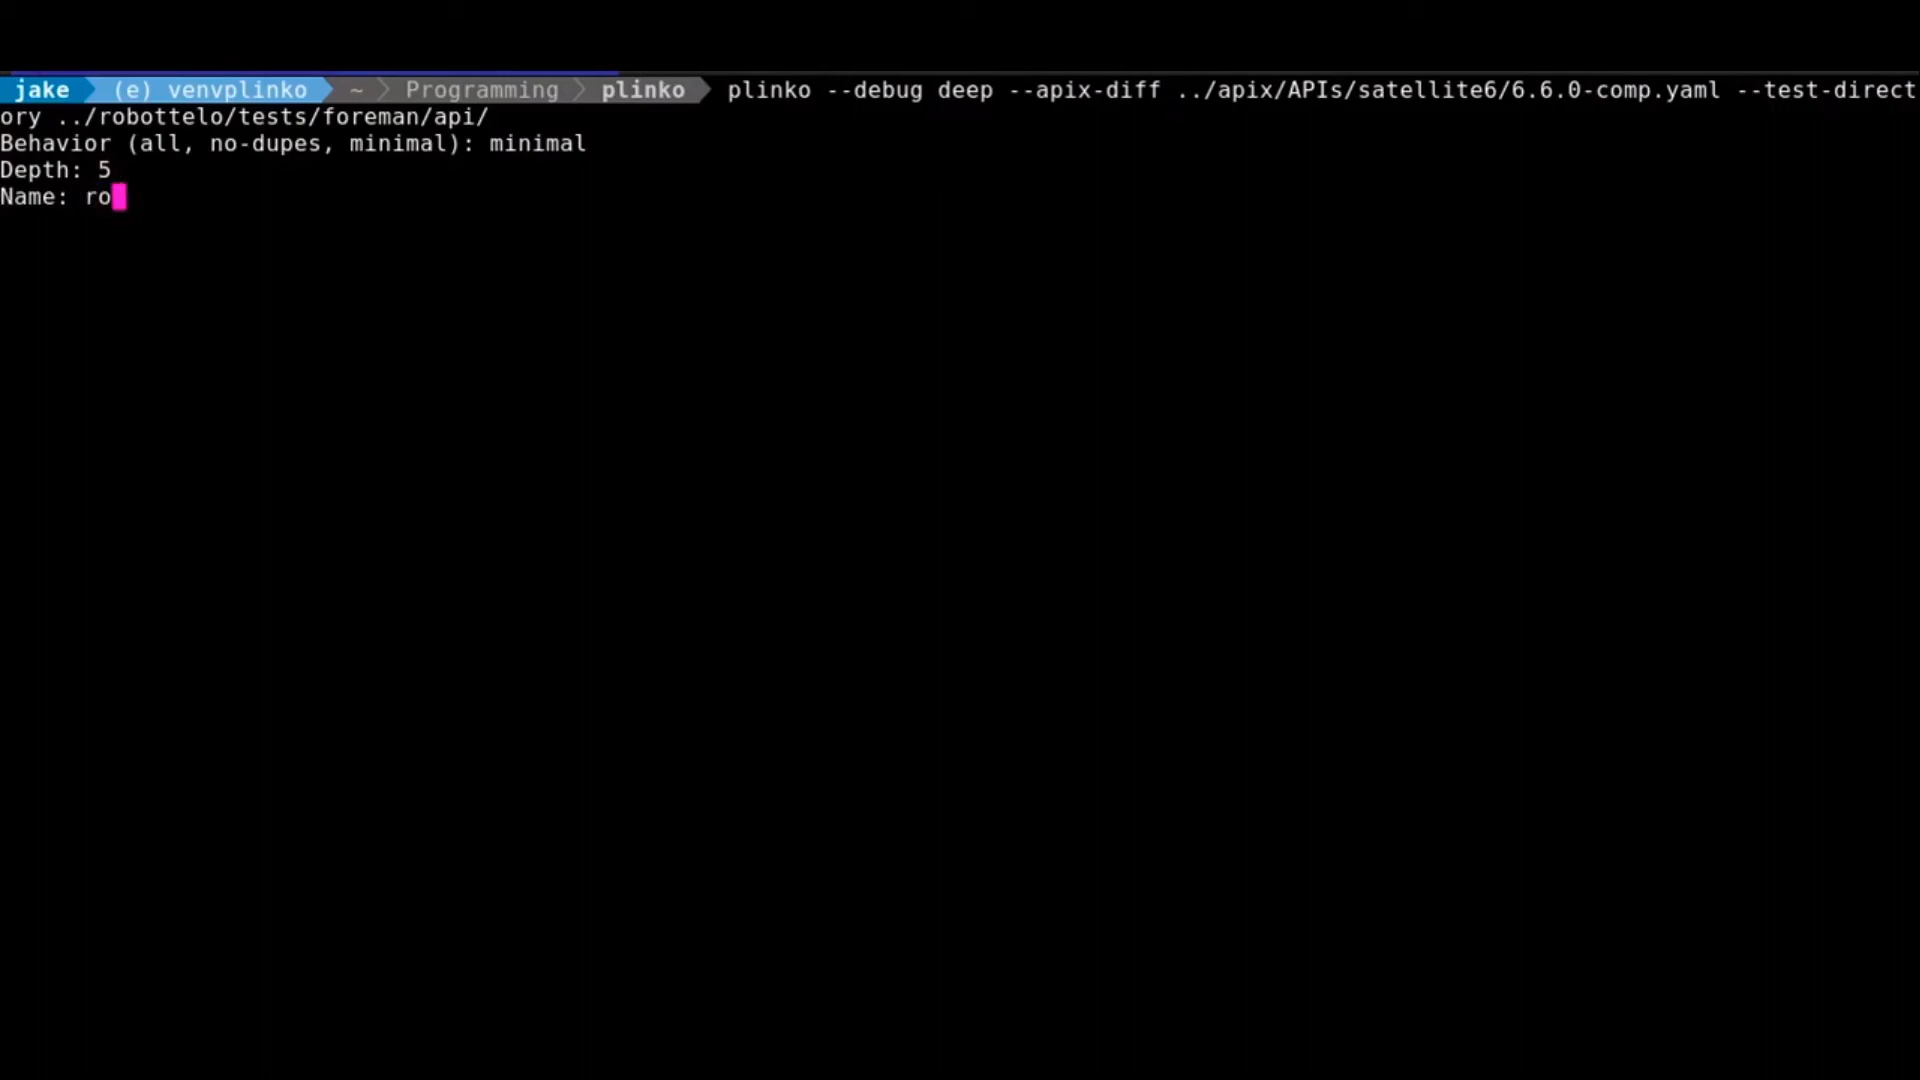 jake (e) venvplinko ~ Programming plinko plinko --debug deep --apix-diff ../apix/APIs/satellite6/6.6.0-comp.yaml --test-direct
ory ../robottelo/tests/foreman/api/
Behavior (all, no-dupes, minimal): minimal
Depth: 5
Name: ro